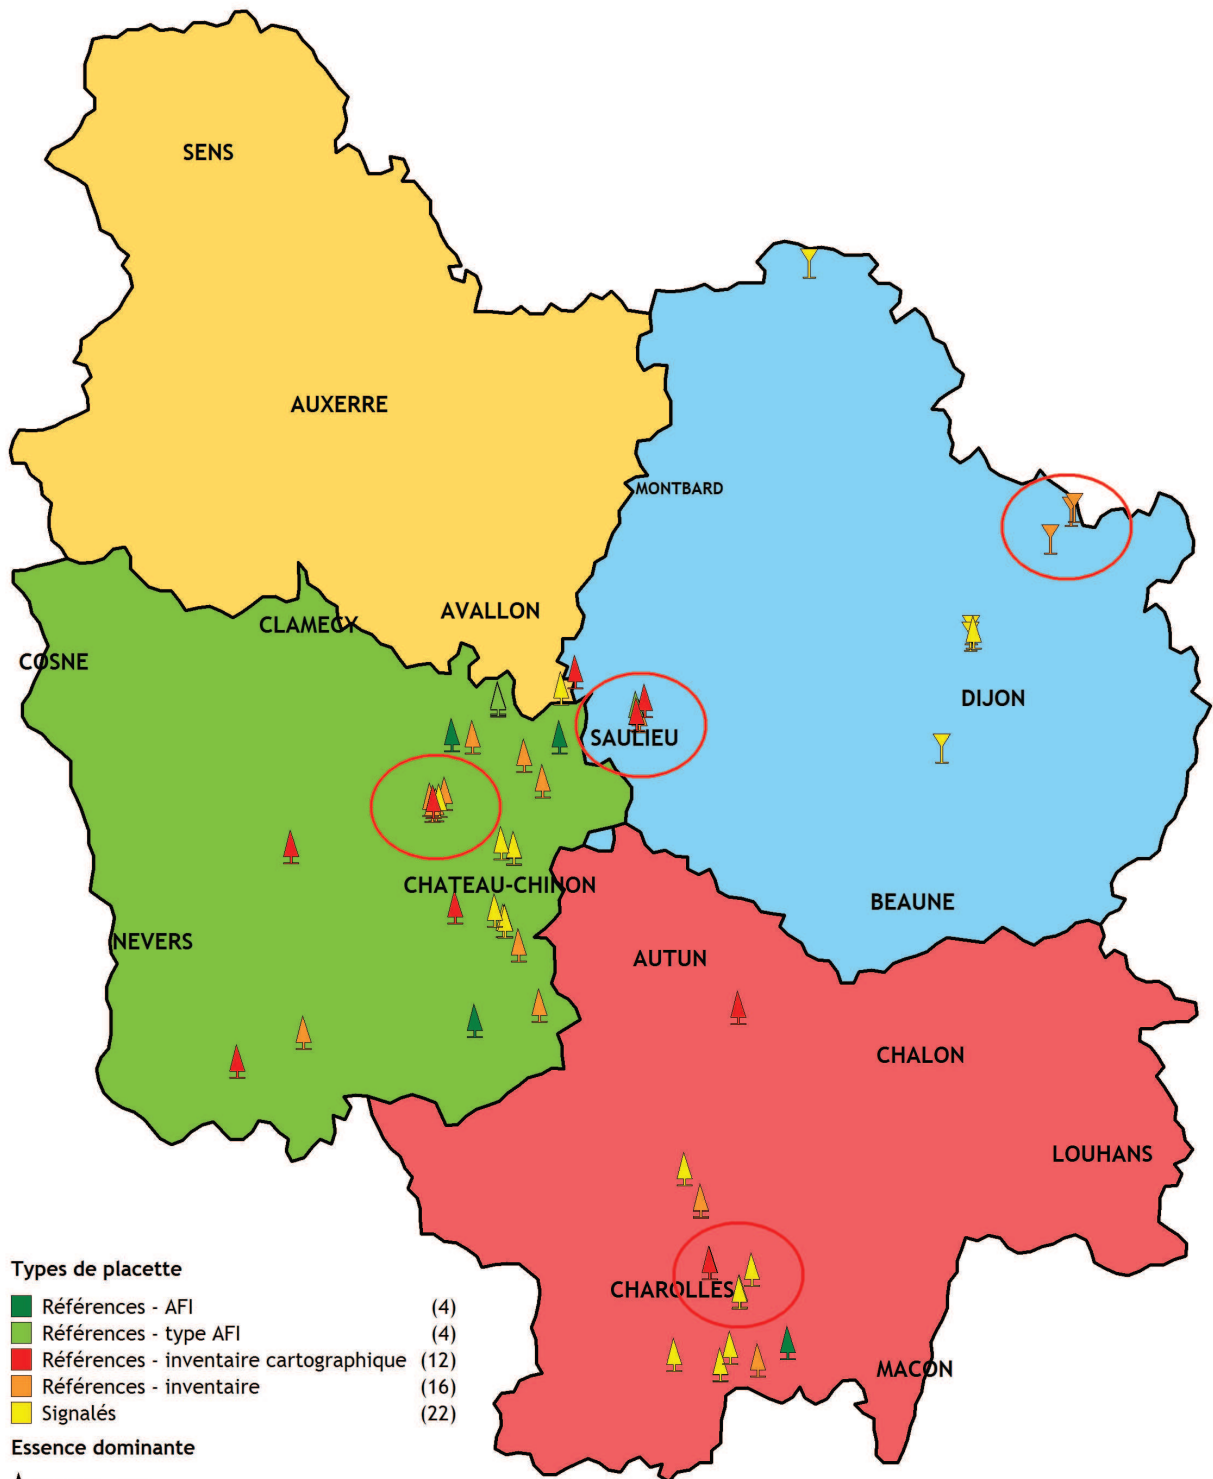 SENS
AUXERRE
MONTBARD
AVALLON
CLAMECY
COSNE
DIJON
SAULIEU
CHATEAU-CHINON
BEAUNE
NEVERS
AUTUN
CHALON
LOUHANS
CHAROLLES
MACON
Types de placette
Références - AFI (4)
Références - type AFI (4)
Références - inventaire cartographique (12)
Références - inventaire (16)
Signalés (22)
Essence dominante